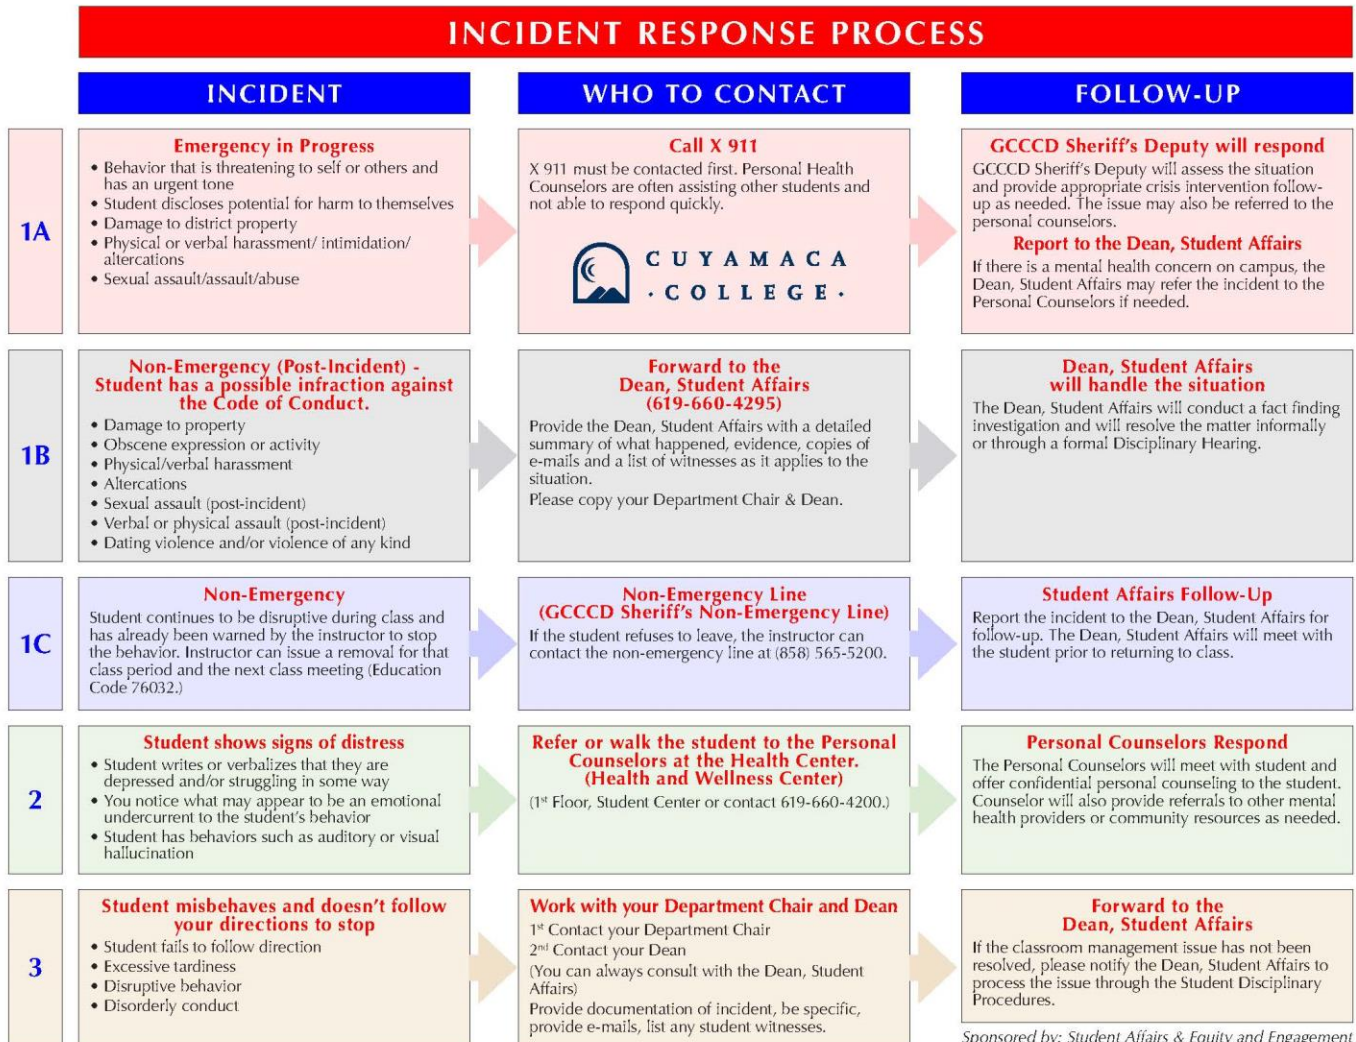 INCIDENT RESPONSE PROCESS
INCIDENT
WHO TO CONTACT
FOLLOW-UP
1A
Emergency in Progress
• Behavior that is threatening to self or others and
has an urgent tone
• Student discloses potential for harm to themselves
• Damage to district property
• Physical or verbal harassment/ intimidation/
altercations
• Sexual assault/assault/abuse
Call X 911
X 911 must be contacted first. Personal Health
Counselors are often assisting other students and
not able to respond quickly.
CUYAMACA
· COLLEGE ·
GCCCD Sheriff's Deputy will respond
GCCCD Sheriff's Deputy will assess the situation
and provide appropriate crisis intervention follow-
up as needed. The issue may also be referred to the
personal counselors.
Report to the Dean, Student Affairs
If there is a mental health concern on campus, the
Dean, Student Affairs may refer the incident to the
Personal Counselors if needed.
1B
Non-Emergency (Post-Incident) -
Student has a possible infraction against
the Code of Conduct.
• Damage to property
• Obscene expression or activity
• Physical/verbal harassment
• Altercations
• Sexual assault (post-incident)
• Verbal or physical assault (post-incident)
• Dating violence and/or violence of any kind
Forward to the
Dean, Student Affairs
(619-660-4295)
Provide the Dean, Student Affairs with a detailed
summary of what happened, evidence, copies of
e-mails and a list of witnesses as it applies to the
situation.
Please copy your Department Chair & Dean.
Dean, Student Affairs
will handle the situation
The Dean, Student Affairs will conduct a fact finding
investigation and will resolve the matter informally
or through a formal Disciplinary Hearing.
1C
Non-Emergency
Student continues to be disruptive during class and
has already been warned by the instructor to stop
the behavior. Instructor can issue a removal for that
class period and the next class meeting (Education
Code 76032.)
Non-Emergency Line
(GCCCD Sheriff's Non-Emergency Line)
If the student refuses to leave, the instructor can
contact the non-emergency line at (858) 565-5200.
Student Affairs Follow-Up
Report the incident to the Dean, Student Affairs for
follow-up. The Dean, Student Affairs will meet with
the student prior to returning to class.
2
Student shows signs of distress
• Student writes or verbalizes that they are
depressed and/or struggling in some way
• You notice what may appear to be an emotional
undercurrent to the student's behavior
• Student has behaviors such as auditory or visual
hallucination
Refer or walk the student to the Personal
Counselors at the Health Center.
(Health and Wellness Center)
(1st Floor, Student Center or contact 619-660-4200.)
Personal Counselors Respond
The Personal Counselors will meet with student and
offer confidential personal counseling to the student.
Counselor will also provide referrals to other mental
health providers or community resources as needed.
3
Student misbehaves and doesn't follow
your directions to stop
• Student fails to follow direction
• Excessive tardiness
• Disruptive behavior
• Disorderly conduct
Work with your Department Chair and Dean
1st Contact your Department Chair
2nd Contact your Dean
(You can always consult with the Dean, Student
Affairs)
Provide documentation of incident, be specific,
provide e-mails, list any student witnesses.
Forward to the
Dean, Student Affairs
If the classroom management issue has not been
resolved, please notify the Dean, Student Affairs to
process the issue through the Student Disciplinary
Procedures.
Sponsored by: Student Affairs & Equity and Engagement